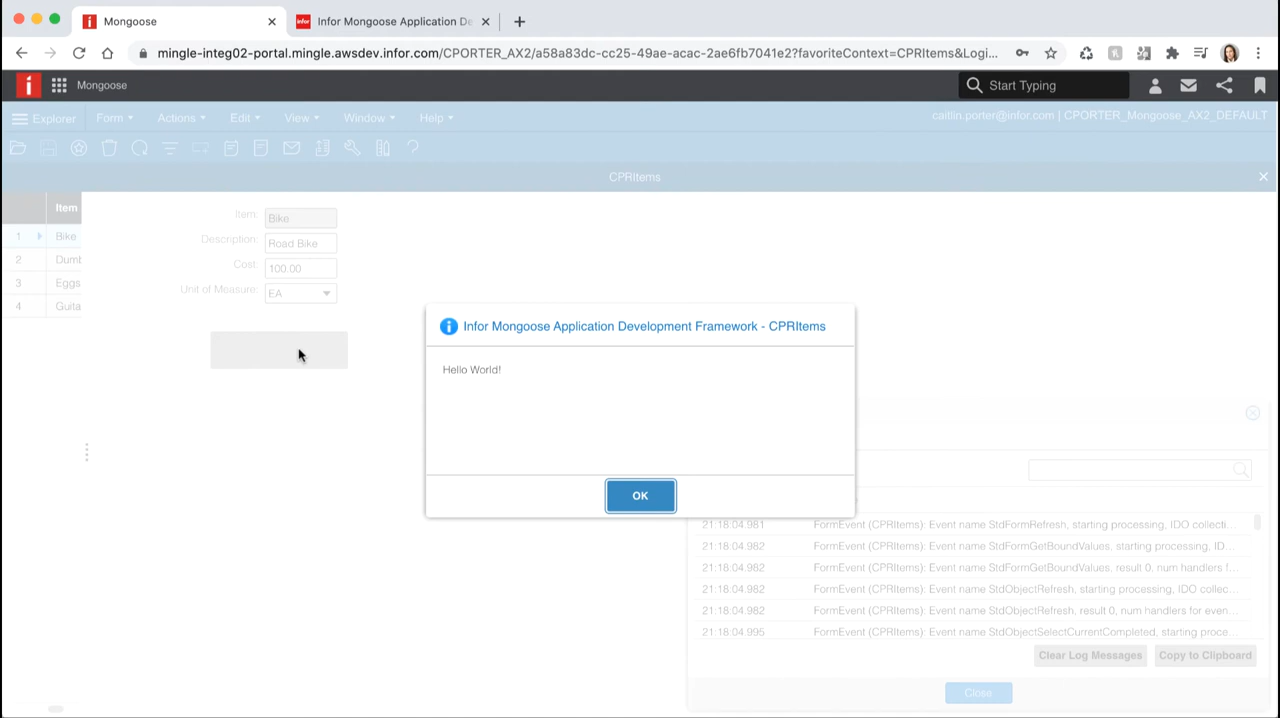 Mongoose
infor Infor Mongoose Application De
mingle-integ02-portal.mingle.awsdev.infor.com/CPORTER_AX2/a58a83dc-cc25-49ae-acac-2ae6fb7041e2?favoriteContext=CPRItems&Logi...
Mongoose
Start Typing
Explorer Form Actions Edit View Window Help
caitlin.porter@infor.com | CPORTER_Mongoose_AX2_DEFAULT
CPRItems
Item
1 Bike
2 Dumb
3 Eggs
4 Guita
Item: Bike
Description: Road Bike
Cost: 100.00
Unit of Measure: EA
Infor Mongoose Application Development Framework - CPRItems
Hello World!
OK
21:18:04.981 FormEvent (CPRItems): Event name StdFormRefresh, starting processing, IDO collecti...
21:18:04.982 FormEvent (CPRItems): Event name StdFormGetBoundValues, starting processing, ID...
21:18:04.982 FormEvent (CPRItems): Event name StdFormGetBoundValues, result 0, num handlers f...
21:18:04.982 FormEvent (CPRItems): Event name StdObjectRefresh, starting processing, IDO collec...
21:18:04.982 FormEvent (CPRItems): Event name StdObjectRefresh, result 0, num handlers for even...
21:18:04.995 FormEvent (CPRItems): Event name StdObjectSelectCurrentCompleted, starting proce...
Clear Log Messages Copy to Clipboard
Close